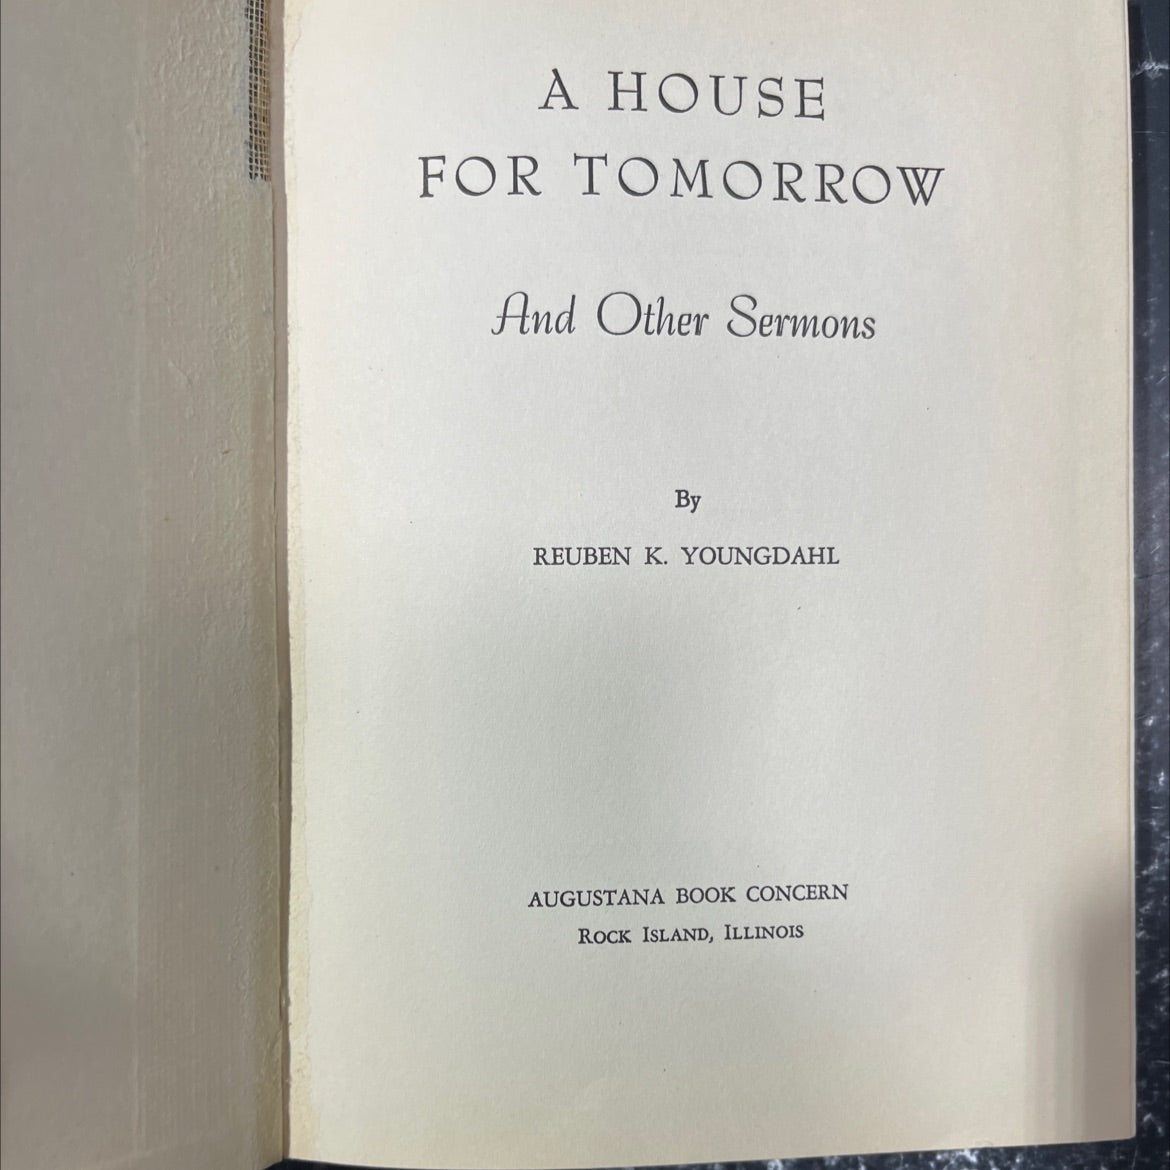 A HOUSE
FOR TOMORROW
And Other Sermons
By
REUBEN K. YOUNGDAHL
AUGUSTANA BOOK CONCERN
ROCK ISLAND, ILLINOIS